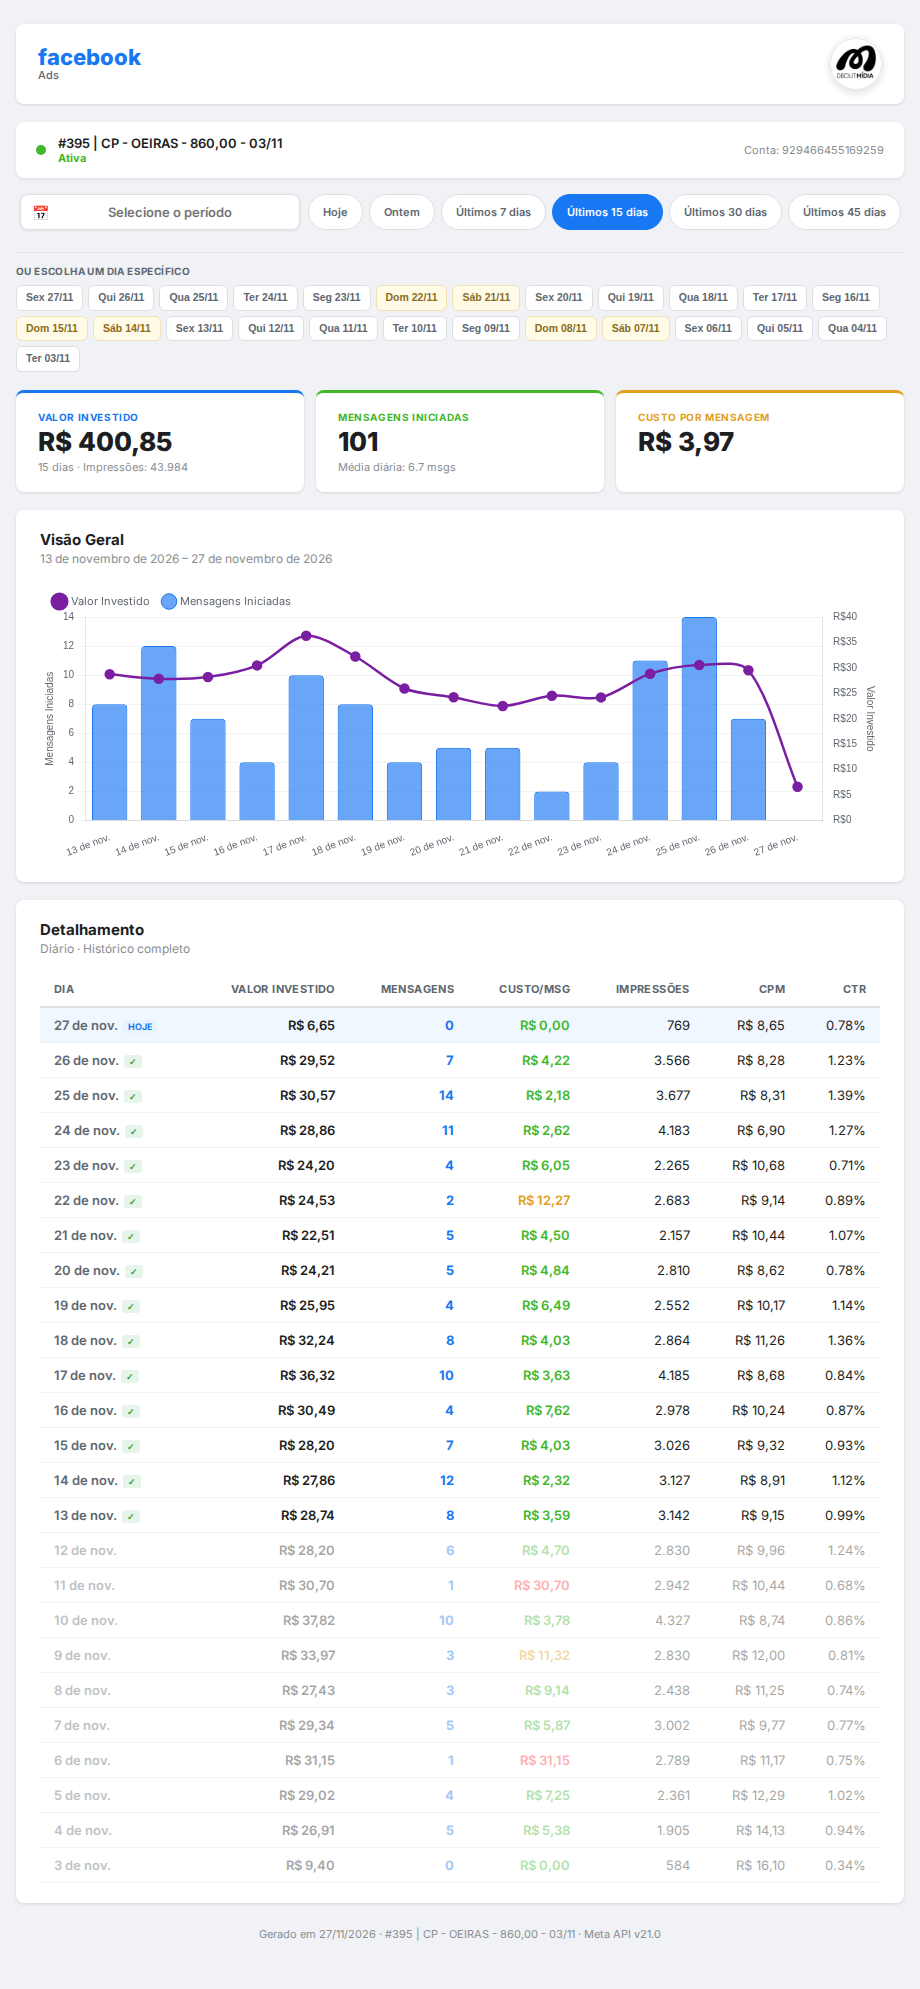 facebook
Ads
DBOUTMÍDIA
#395 | CP - OEIRAS - 860,00 - 03/11
Ativa
Conta: 929466455169259
Selecione o período
Hoje
Ontem
Últimos 7 dias
Últimos 15 dias
Últimos 30 dias
Últimos 45 dias
OU ESCOLHA UM DIA ESPECÍFICO
Sex 27/11 Qui 26/11 Qua 25/11 Ter 24/11 Seg 23/11 Dom 22/11 Sáb 21/11 Sex 20/11 Qui 19/11 Qua 18/11 Ter 17/11 Seg 16/11
Dom 15/11 Sáb 14/11 Sex 13/11 Qui 12/11 Qua 11/11 Ter 10/11 Seg 09/11 Dom 08/11 Sáb 07/11 Sex 06/11 Qui 05/11 Qua 04/11
Ter 03/11
VALOR INVESTIDO
R$ 400,85
15 dias · Impressões: 43.984
MENSAGENS INICIADAS
101
Média diária: 6.7 msgs
CUSTO POR MENSAGEM
R$ 3,97
Visão Geral
13 de novembro de 2026 – 27 de novembro de 2026
Valor Investido Mensagens Iniciadas
Mensagens Iniciadas
14
12
10
8
6
4
2
0
R$40
R$35
R$30
R$25
R$20
R$15
R$10
R$5
R$0
Valor Investido
13 de nov. 14 de nov. 15 de nov. 16 de nov. 17 de nov. 18 de nov. 19 de nov. 20 de nov. 21 de nov. 22 de nov. 23 de nov. 24 de nov. 25 de nov. 26 de nov. 27 de nov.
Detalhamento
Diário · Histórico completo
DIA VALOR INVESTIDO MENSAGENS CUSTO/MSG IMPRESSÕES CPM CTR
27 de nov. HOJE R$ 6,65 0 R$ 0,00 769 R$ 8,65 0.78%
26 de nov. ✓ R$ 29,52 7 R$ 4,22 3.566 R$ 8,28 1.23%
25 de nov. ✓ R$ 30,57 14 R$ 2,18 3.677 R$ 8,31 1.39%
24 de nov. ✓ R$ 28,86 11 R$ 2,62 4.183 R$ 6,90 1.27%
23 de nov. ✓ R$ 24,20 4 R$ 6,05 2.265 R$ 10,68 0.71%
22 de nov. ✓ R$ 24,53 2 R$ 12,27 2.683 R$ 9,14 0.89%
21 de nov. ✓ R$ 22,51 5 R$ 4,50 2.157 R$ 10,44 1.07%
20 de nov. ✓ R$ 24,21 5 R$ 4,84 2.810 R$ 8,62 0.78%
19 de nov. ✓ R$ 25,95 4 R$ 6,49 2.552 R$ 10,17 1.14%
18 de nov. ✓ R$ 32,24 8 R$ 4,03 2.864 R$ 11,26 1.36%
17 de nov. ✓ R$ 36,32 10 R$ 3,63 4.185 R$ 8,68 0.84%
16 de nov. ✓ R$ 30,49 4 R$ 7,62 2.978 R$ 10,24 0.87%
15 de nov. ✓ R$ 28,20 7 R$ 4,03 3.026 R$ 9,32 0.93%
14 de nov. ✓ R$ 27,86 12 R$ 2,32 3.127 R$ 8,91 1.12%
13 de nov. ✓ R$ 28,74 8 R$ 3,59 3.142 R$ 9,15 0.99%
12 de nov. R$ 28,20 6 R$ 4,70 2.830 R$ 9,96 1.24%
11 de nov. R$ 30,70 1 R$ 30,70 2.942 R$ 10,44 0.68%
10 de nov. R$ 37,82 10 R$ 3,78 4.327 R$ 8,74 0.86%
9 de nov. R$ 33,97 3 R$ 11,32 2.830 R$ 12,00 0.81%
8 de nov. R$ 27,43 3 R$ 9,14 2.438 R$ 11,25 0.74%
7 de nov. R$ 29,34 5 R$ 5,87 3.002 R$ 9,77 0.77%
6 de nov. R$ 31,15 1 R$ 31,15 2.789 R$ 11,17 0.75%
5 de nov. R$ 29,02 4 R$ 7,25 2.361 R$ 12,29 1.02%
4 de nov. R$ 26,91 5 R$ 5,38 1.905 R$ 14,13 0.94%
3 de nov. R$ 9,40 0 R$ 0,00 584 R$ 16,10 0.34%
Gerado em 27/11/2026 · #395 | CP - OEIRAS - 860,00 - 03/11 · Meta API v21.0